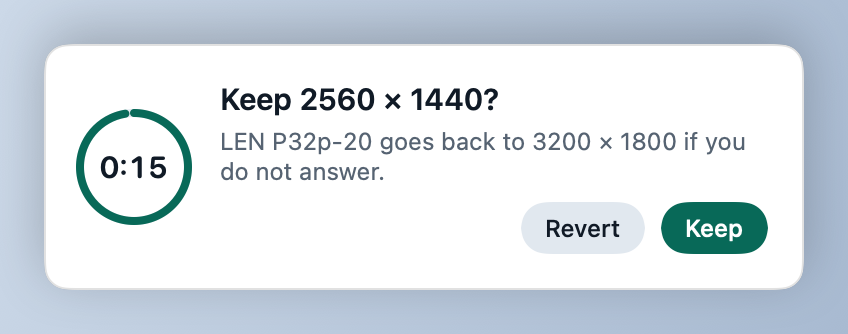 0:15
Keep 2560 × 1440?
LEN P32p-20 goes back to 3200 × 1800 if you
do not answer.
Revert
Keep